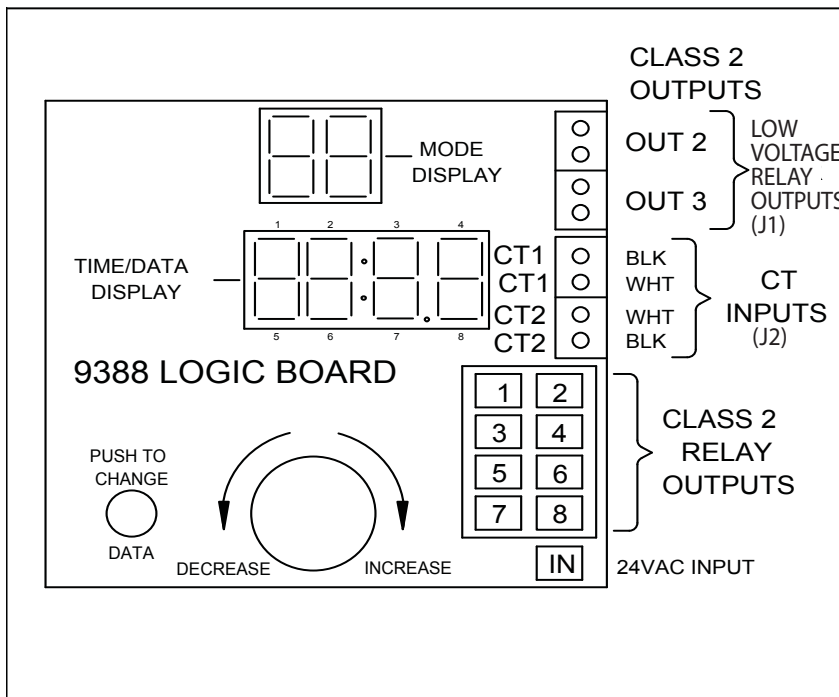 CLASS 2
OUTPUTS
OUT 2
OUT 3
LOW
VOLTAGE
RELAY .
OUTPUTS
(J1)
MODE
DISPLAY
1 2 3 4
TIME/DATA
DISPLAY
5 6 7 8
CT1 BLK
CT1 WHT
CT2 WHT
CT2 BLK
CT
INPUTS
(J2)
9388 LOGIC BOARD
1 2
3 4
5 6
7 8
CLASS 2
RELAY
OUTPUTS
PUSH TO
CHANGE
DATA
DECREASE INCREASE
IN 24VAC INPUT